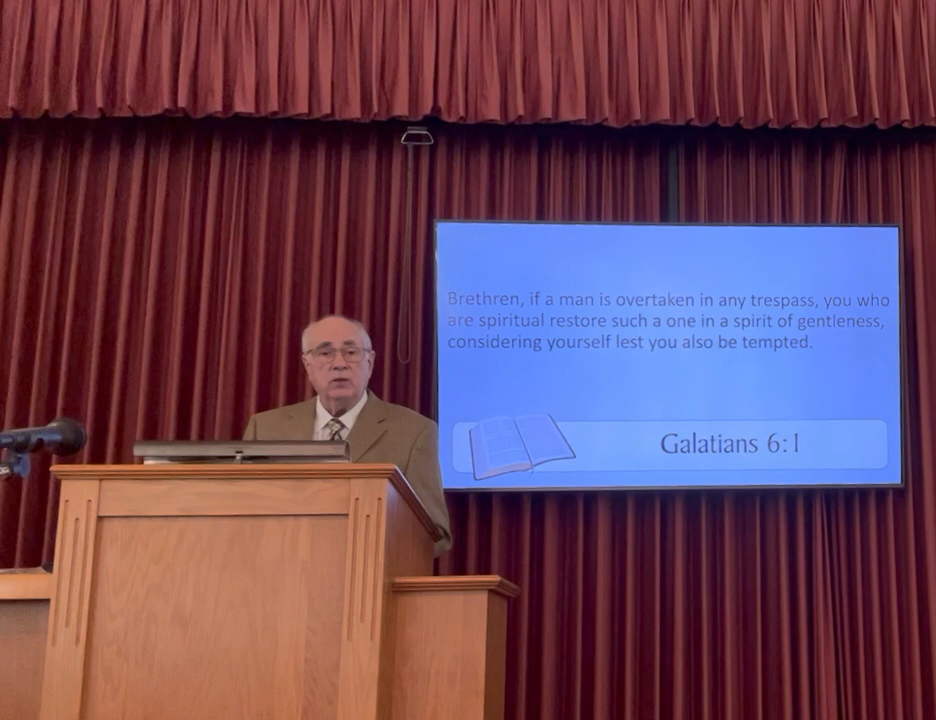 Brethren, if a man is overtaken in any trespass, you who
are spiritual restore such a one in a spirit of gentleness,
considering yourself lest you also be tempted.
Galatians 6:1